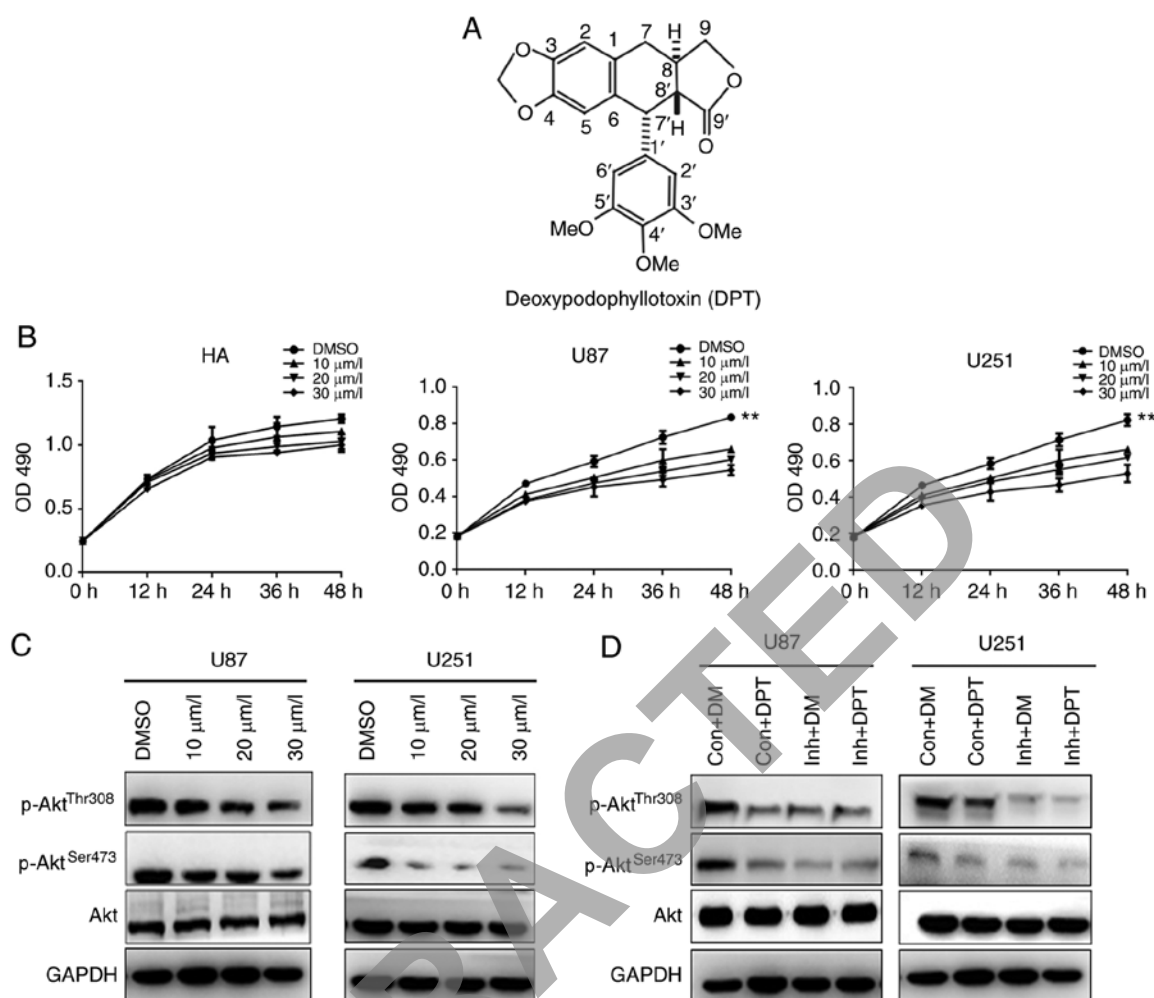 A
O
O
3
2
1
7
H
9
8
O
8′
4
5
6
7′
H
9′
O
1′
6′
2′
5′
3′
MeO
4′
OMe
OMe
Deoxypodophyllotoxin (DPT)
B
HA
DMSO
10 μm/l
20 μm/l
30 μm/l
OD 490
1.5
1.0
0.5
0.0
0 h 12 h 24 h 36 h 48 h
U87
DMSO
10 μm/l
20 μm/l
30 μm/l
OD 490
1.0
0.8
0.6
0.4
0.2
0.0
**
0 h 12 h 24 h 36 h 48 h
U251
DMSO
10 μm/l
20 μm/l
30 μm/l
OD 490
1.0
0.8
0.6
0.4
0.2
0.0
**
0 h 12 h 24 h 36 h 48 h
C
U87 U251
DMSO 10 μm/l 20 μm/l 30 μm/l DMSO 10 μm/l 20 μm/l 30 μm/l
p-AktThr308
p-AktSer473
Akt
GAPDH
D
U87 U251
Con+DM Con+DPT Inh+DM Inh+DPT Con+DM Con+DPT Inh+DM Inh+DPT
p-AktThr308
p-AktSer473
Akt
GAPDH
RACTED